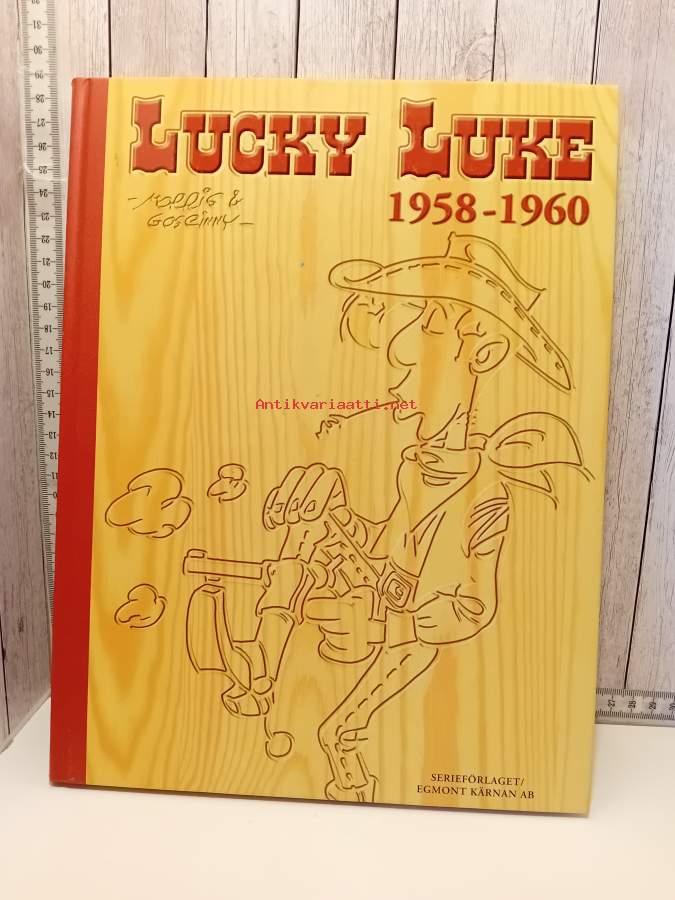 LUCKY LUKE
1958-1960
- MORRIS &
GOSCINNY -
Antikvariaatti.net
SERIEFÖRLAGET/
EGMONT KÄRNAN AB